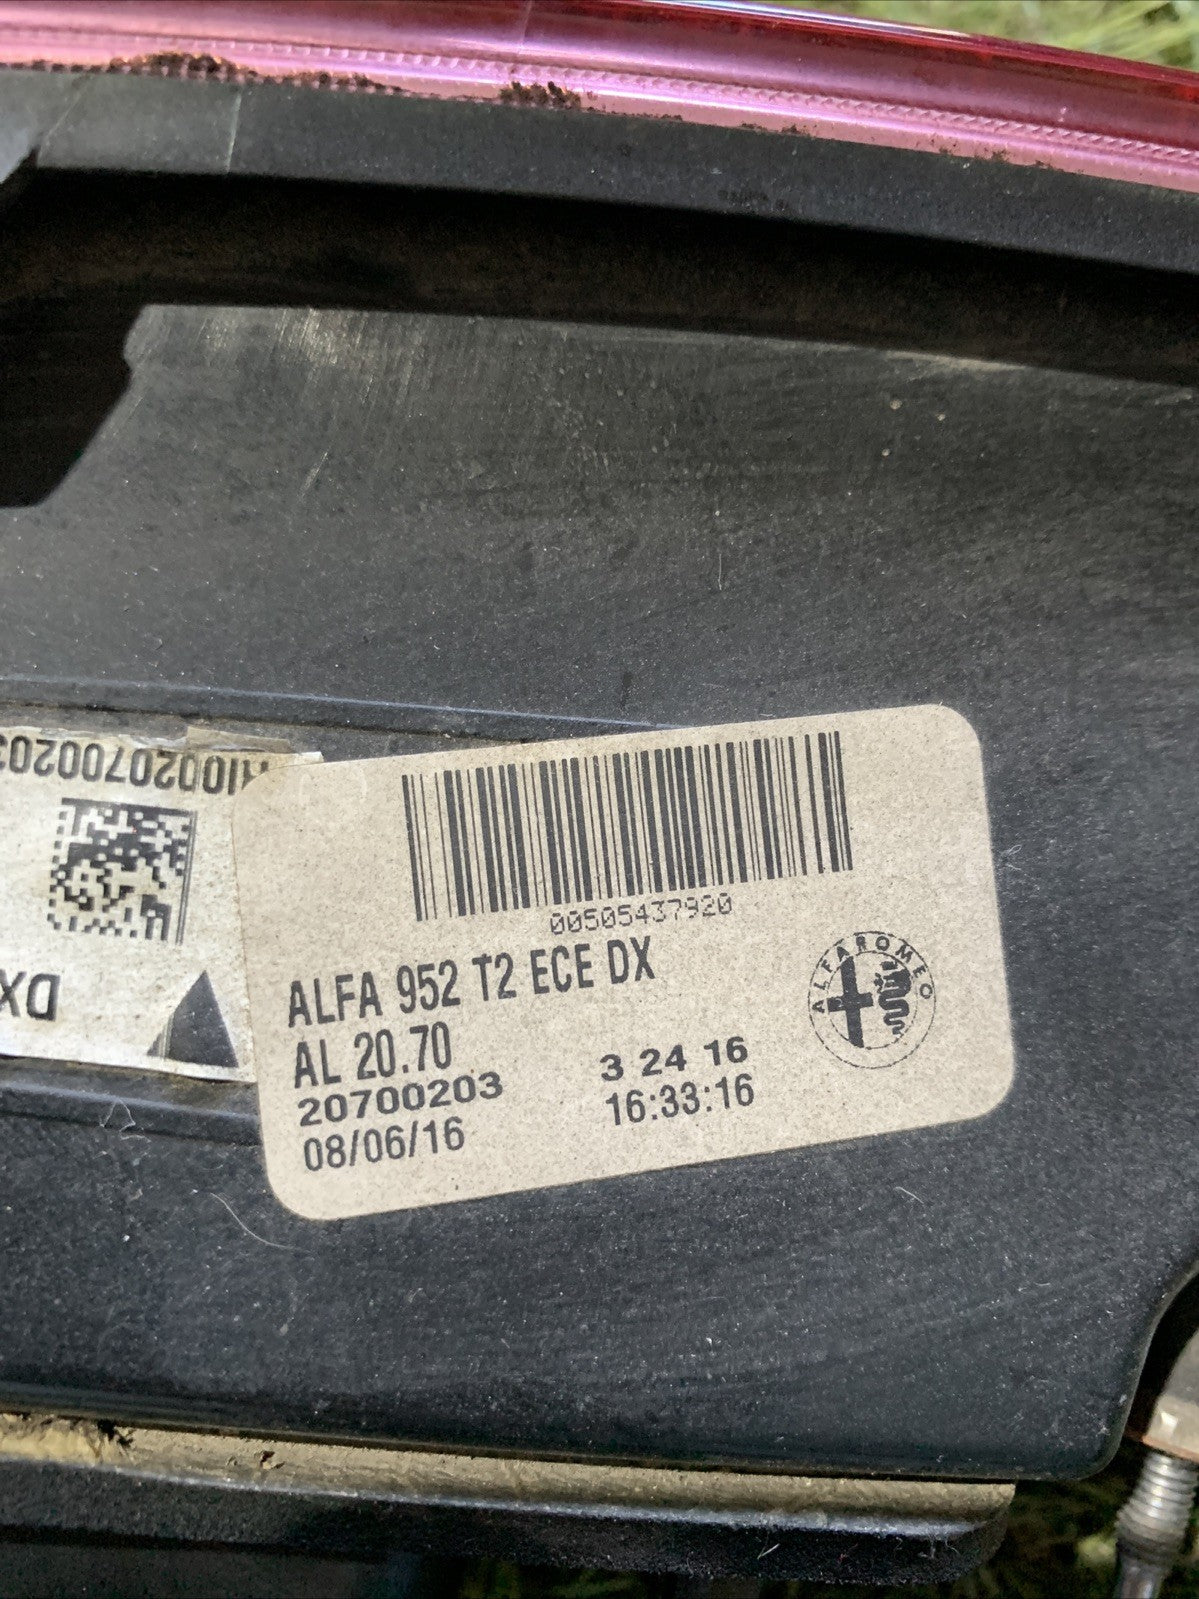 HI0020700203
DX
00505437920
ALFA 952 T2 ECE DX
AL 20.70
20700203
3 24 16
08/06/16
16:33:16
ALFA ROMEO